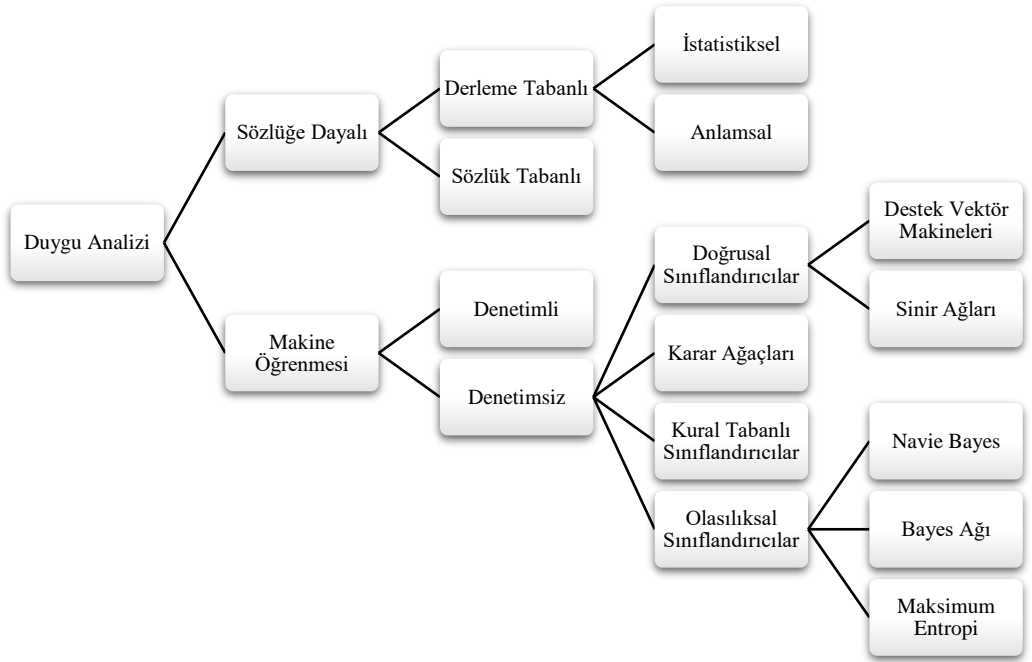 Duygu Analizi
Sözlüğe Dayalı
Derleme Tabanlı
İstatistiksel
Anlamsal
Sözlük Tabanlı
Makine
Öğrenmesi
Denetimli
Denetimsiz
Doğrusal
Sınıflandırıcılar
Destek Vektör
Makineleri
Sinir Ağları
Karar Ağaçları
Kural Tabanlı
Sınıflandırıcılar
Olasılıksal
Sınıflandırıcılar
Navie Bayes
Bayes Ağı
Maksimum
Entropi